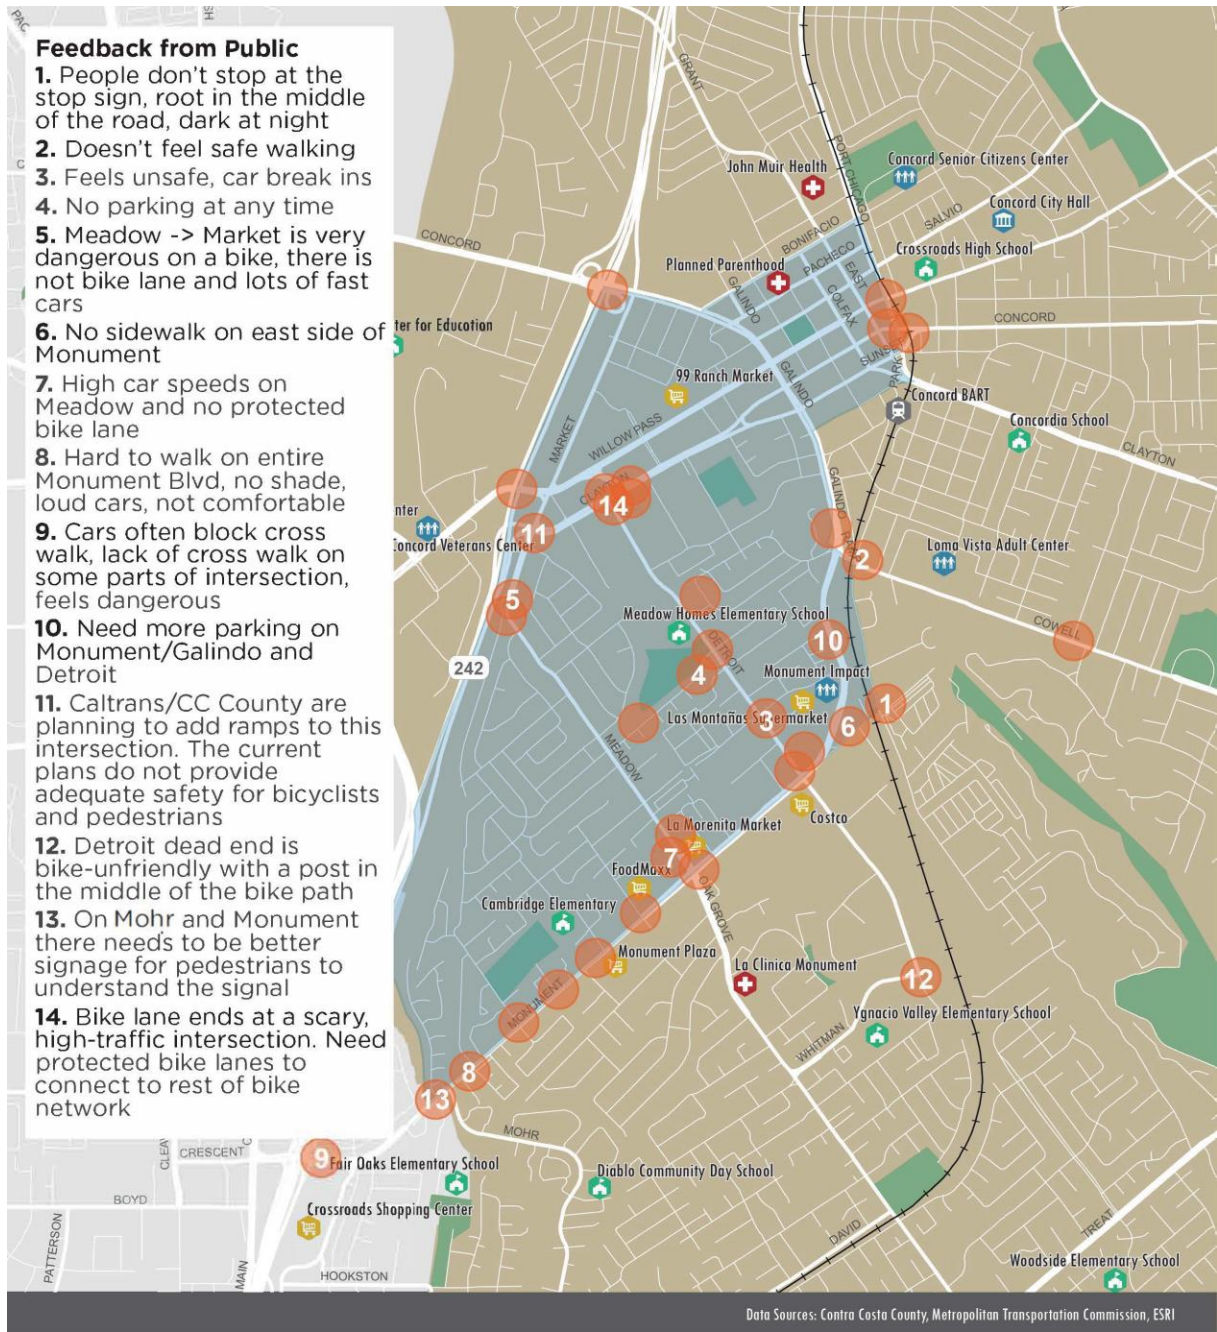 Feedback from Public
1. People don't stop at the
stop sign, root in the middle
of the road, dark at night
2. Doesn't feel safe walking
3. Feels unsafe, car break ins
4. No parking at any time
5. Meadow -> Market is very
dangerous on a bike, there is
not bike lane and lots of fast
cars
6. No sidewalk on east side of
Monument
7. High car speeds on
Meadow and no protected
bike lane
8. Hard to walk on entire
Monument Blvd, no shade,
loud cars, not comfortable
9. Cars often block cross
walk, lack of cross walk on
some parts of intersection,
feels dangerous
10. Need more parking on
Monument/Galindo and
Detroit
11. Caltrans/CC County are
planning to add ramps to this
intersection. The current
plans do not provide
adequate safety for bicyclists
and pedestrians
12. Detroit dead end is
bike-unfriendly with a post in
the middle of the bike path
13. On Mohr and Monument
there needs to be better
signage for pedestrians to
understand the signal
14. Bike lane ends at a scary,
high-traffic intersection. Need
protected bike lanes to
connect to rest of bike
network
GRANT
PORT CHICAGO
John Muir Health
Concord Senior Citizens Center
SALVIO
Concord City Hall
CONCORD
BONIFACIO
PACHECO
EAST
Crossroads High School
Planned Parenthood
GALINDO
COLFAX
CONCORD
ter for Education
SUNS
PARK
99 Ranch Market
GALINDO
Concord BART
Concordia School
MARKET
WILLOW PASS
CLAYTON
CLAYTON
14
nter
11
Concord Veterans Center
GALINDO
2
Loma Vista Adult Center
5
Meadow Homes Elementary School
10
COWELL
DETROIT
242
4
Monument Impact
1
Las Montañas Supermarket
3
6
MEADOW
Costco
La Morenita Market
7
FoodMaxx
OAK GROVE
Cambridge Elementary
Monument Plaza
La Clinica Monument
12
MONUMENT
Ygnacio Valley Elementary School
WHITMAN
8
13
MOHR
CRESCENT
9
Fair Oaks Elementary School
Diablo Community Day School
BOYD
Crossroads Shopping Center
PATTERSON
MAIN
HOOKSTON
DAVID
TREAT
Woodside Elementary School
Data Sources: Contra Costa County, Metropolitan Transportation Commission, ESRI